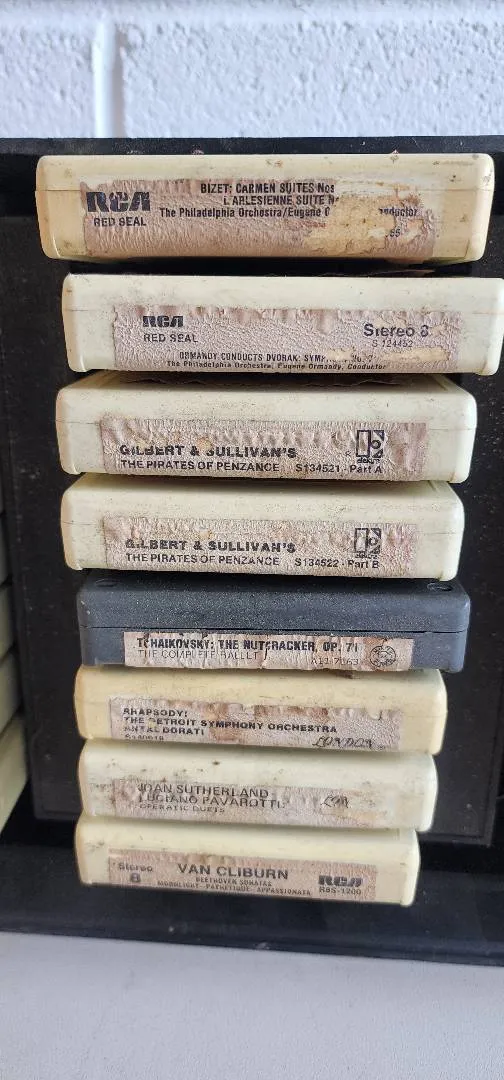 RCA
RED SEAL
BIZET: CARMEN SUITES Nos
L'ARLESIENNE SUITE N
The Philadelphia Orchestra/Eugene O
nductor
RCA
RED SEAL
Stereo 8
S 124452
ORMANDY CONDUCTS DVORAK: SYMP
The Philadelphia Orchestra, Eugene Ormandy, Conductor
GILBERT & SULLIVAN'S
THE PIRATES OF PENZANCE S134521 - Part A
GILBERT & SULLIVAN'S
THE PIRATES OF PENZANCE S134522 - Part B
TCHAIKOVSKY: THE NUTCRACKER, OP. 71
THE COMPLETE BALLET
RHAPSODY!
THE DETROIT SYMPHONY ORCHESTRA
ANTAL DORATI
LONDON
JOAN SUTHERLAND
LUCIANO PAVAROTTI
OPERATIC DUETS
Stereo
8
VAN CLIBURN
BEETHOVEN SONATAS
MOONLIGHT - PATHETIQUE - APPASSIONATA
RCA
R8S-1200